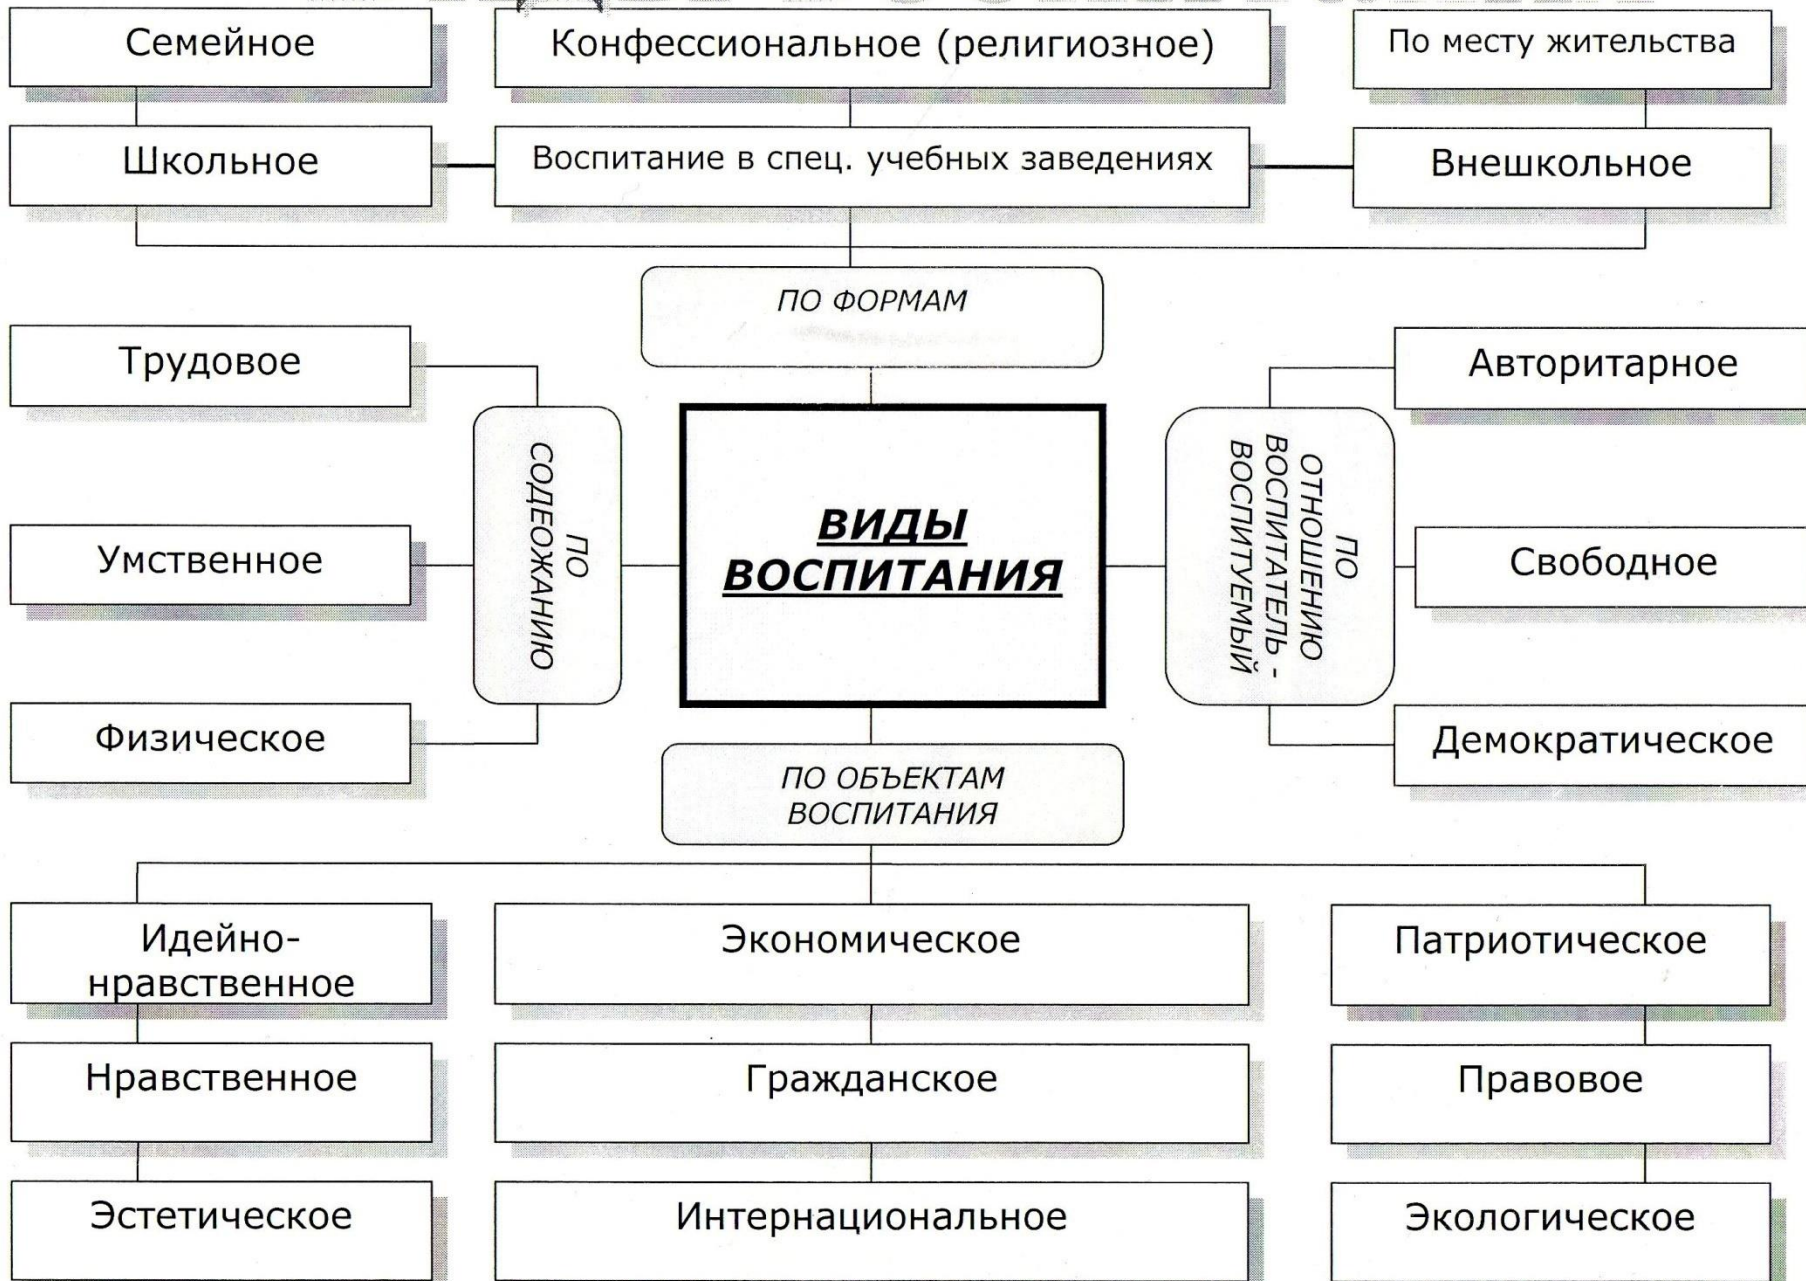 Семейное
Конфессиональное (религиозное)
По месту жительства
Школьное
Воспитание в спец. учебных заведениях
Внешкольное
ПО ФОРМАМ
Трудовое
Авторитарное
ПО
СОДЕОЖАНИЮ
ВИДЫ
ВОСПИТАНИЯ
ПО
ОТНОШЕНИЮ
ВОСПИТАТЕЛЬ -
ВОСПИТУЕМЫЙ
Умственное
Свободное
Физическое
Демократическое
ПО ОБЪЕКТАМ
ВОСПИТАНИЯ
Идейно-
нравственное
Экономическое
Патриотическое
Нравственное
Гражданское
Правовое
Эстетическое
Интернациональное
Экологическое